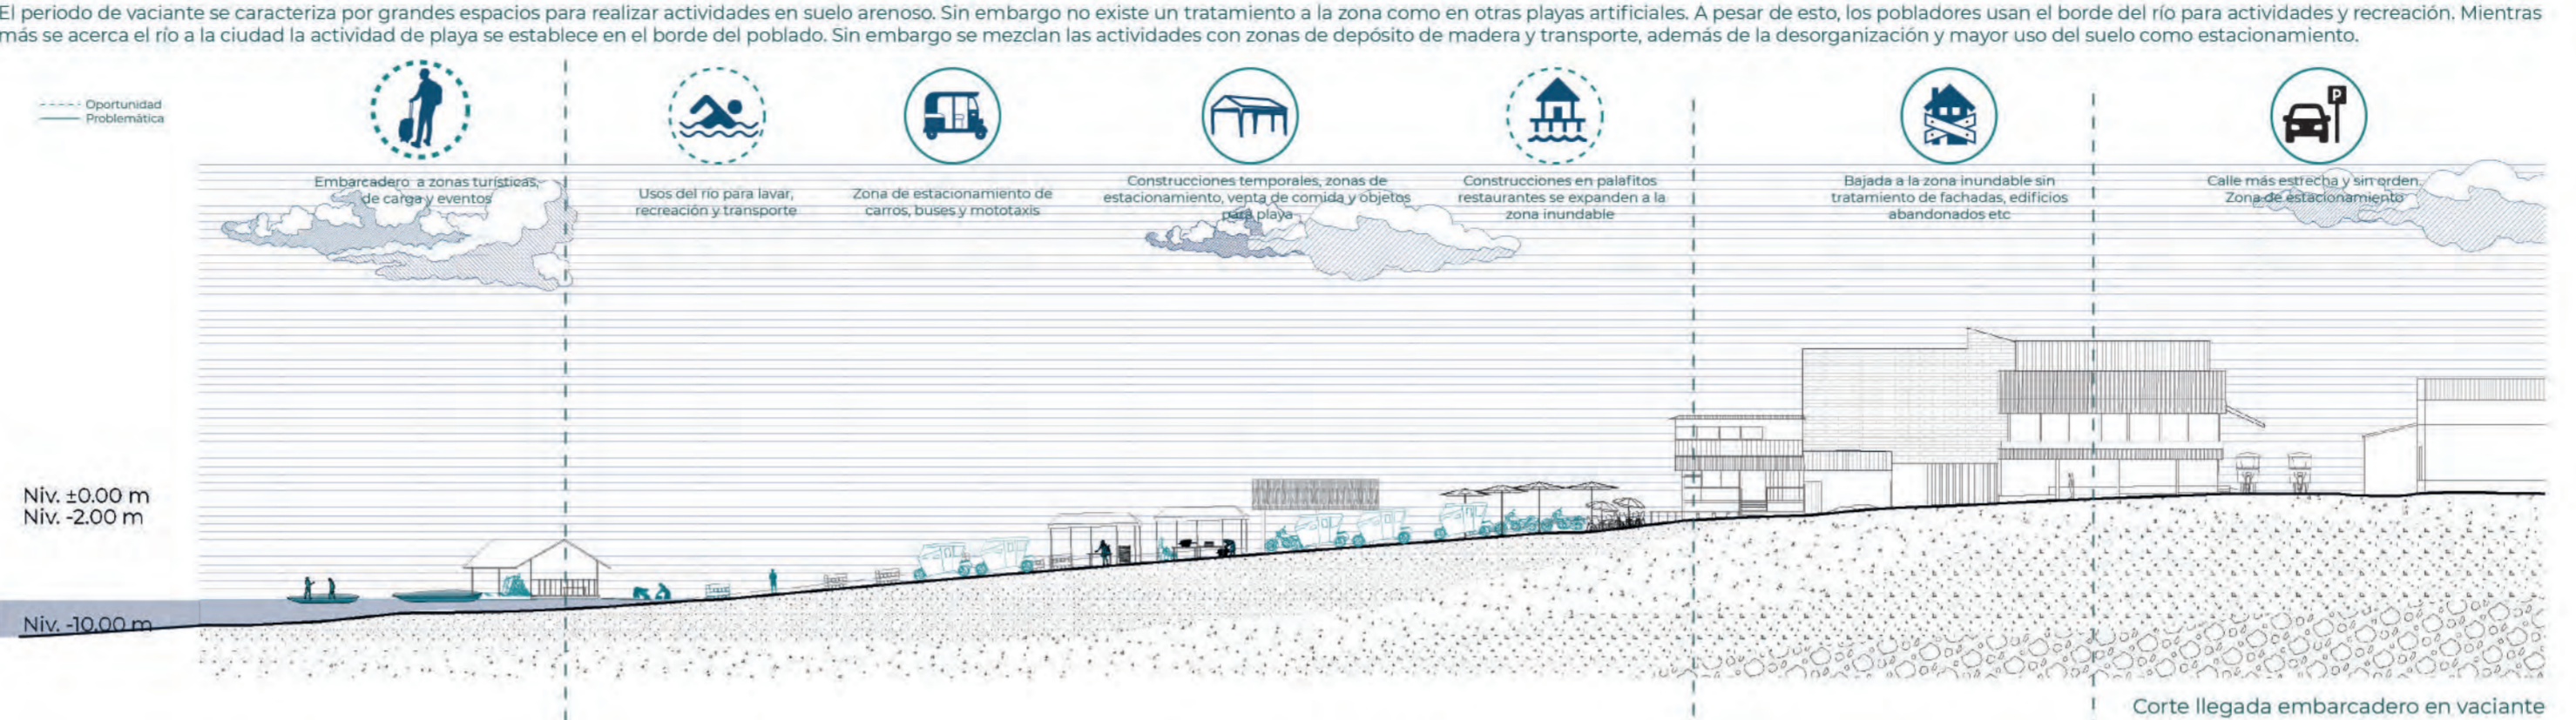 El periodo de vaciante se caracteriza por grandes espacios para realizar actividades en suelo arenoso. Sin embargo no existe un tratamiento a la zona como en otras playas artificiales. A pesar de esto, los pobladores usan el borde del río para actividades y recreación. Mientras
más se acerca el río a la ciudad la actividad de playa se establece en el borde del poblado. Sin embargo se mezclan las actividades con zonas de depósito de madera y transporte, además de la desorganización y mayor uso del suelo como estacionamiento.
Oportunidad
Problemática
P
Embarcadero a zonas turísticas,
de carga y eventos
Usos del río para lavar,
recreación y transporte
Zona de estacionamiento de
carros, buses y mototaxis
Construcciones temporales, zonas de
estacionamiento, venta de comida y objetos
para playa
Construcciones en palafitos
restaurantes se expanden a la
zona inundable
Bajada a la zona inundable sin
tratamiento de fachadas, edificios
abandonados etc
Calle más estrecha y sin orden.
Zona de estacionamiento
Niv. ±0.00 m
Niv. -2.00 m
Niv. -10.00 m
Corte llegada embarcadero en vaciante